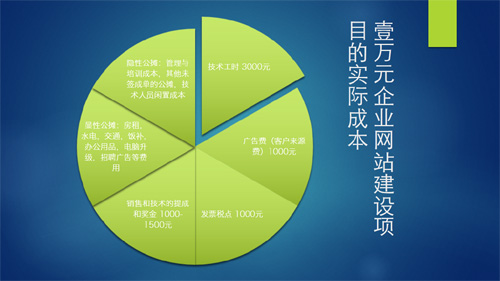 壹万元企业网站建设项
目的实际成本
技术工时 3000元
广告费（客户来源
费）1000元
发票税点 1000元
销售和技术的提成
和奖金 1000-
1500元
显性公摊：房租、
水电、交通、饭补、
办公用品、电脑升
级、招聘广告等费
用
隐性公摊：管理与
培训成本、其他未
签成单的公摊、技
术人员闲置成本